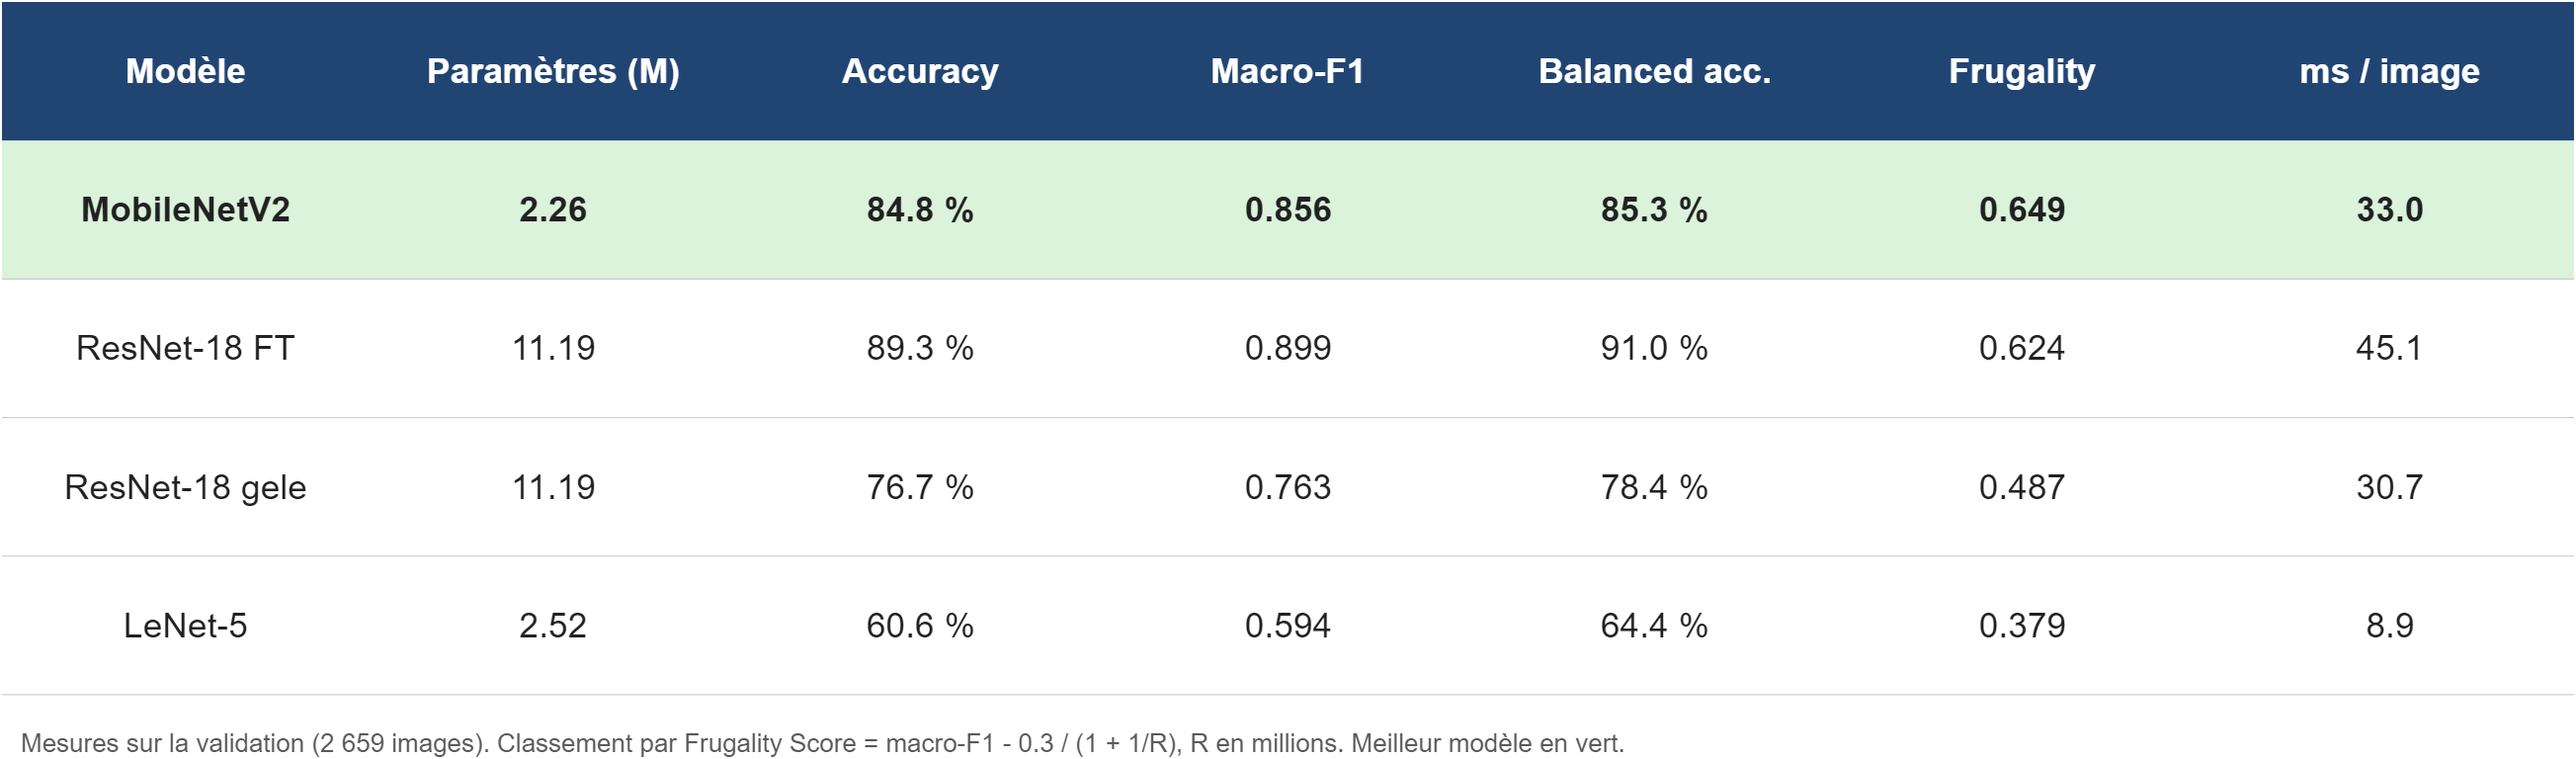 Modèle Paramètres (M) Accuracy Macro-F1 Balanced acc. Frugality ms / image
MobileNetV2 2.26 84.8 % 0.856 85.3 % 0.649 33.0
ResNet-18 FT 11.19 89.3 % 0.899 91.0 % 0.624 45.1
ResNet-18 gele 11.19 76.7 % 0.763 78.4 % 0.487 30.7
LeNet-5 2.52 60.6 % 0.594 64.4 % 0.379 8.9
Mesures sur la validation (2 659 images). Classement par Frugality Score = macro-F1 - 0.3 / (1 + 1/R), R en millions. Meilleur modèle en vert.